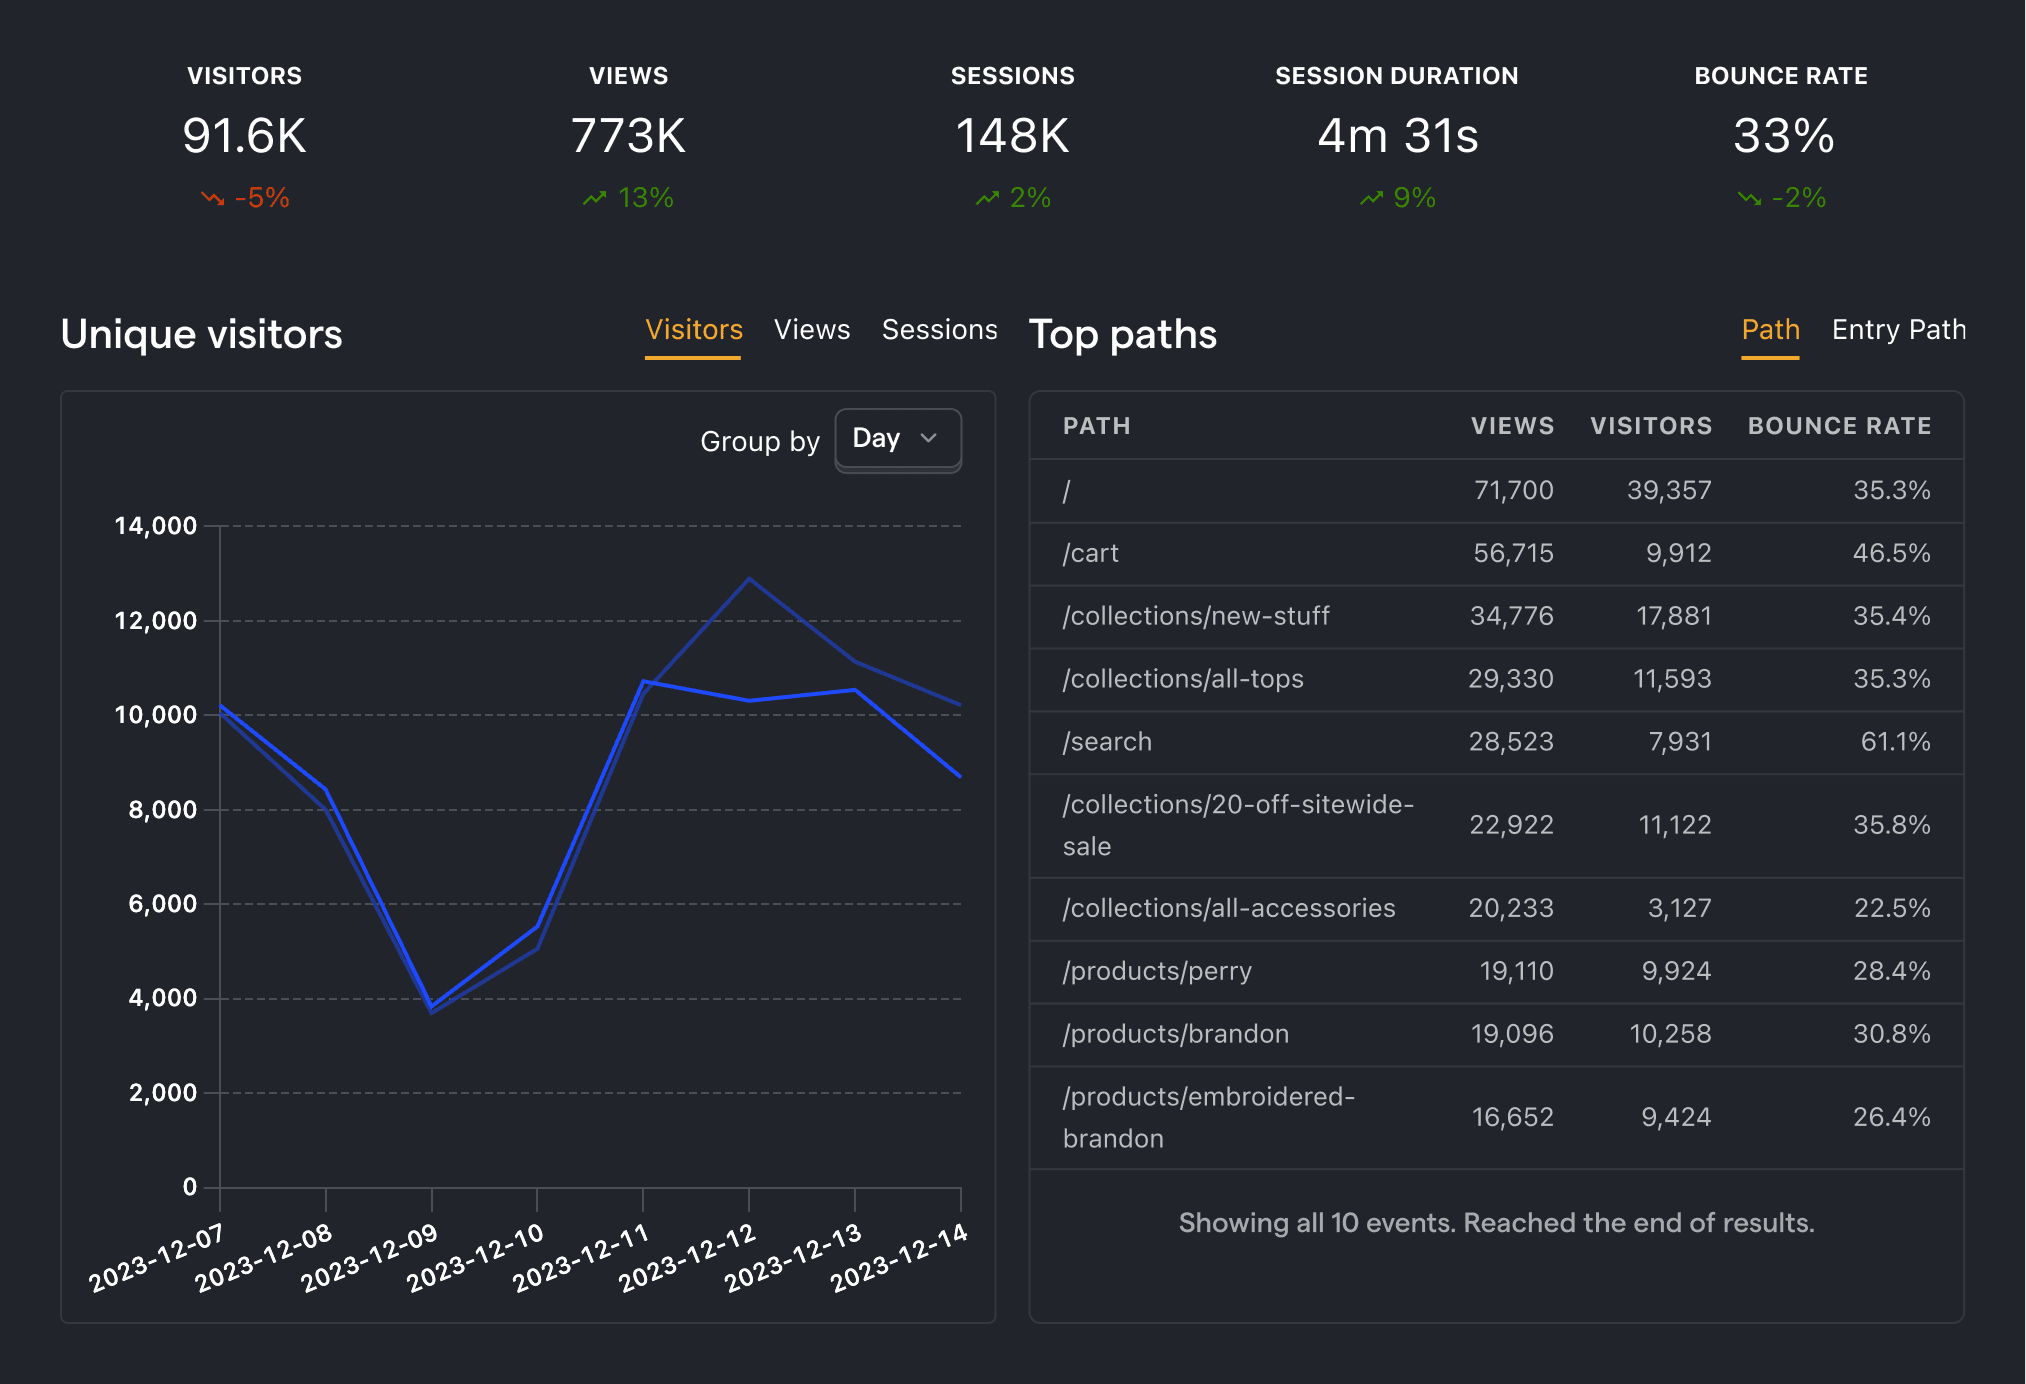 VISITORS
91.6K
-5%
VIEWS
773K
13%
SESSIONS
148K
2%
SESSION DURATION
4m 31s
9%
BOUNCE RATE
33%
-2%
Unique visitors
Visitors Views Sessions
Group by Day
14,000
12,000
10,000
8,000
6,000
4,000
2,000
0
2023-12-07
2023-12-08
2023-12-09
2023-12-10
2023-12-11
2023-12-12
2023-12-13
2023-12-14
Top paths
Path Entry Path
PATH VIEWS VISITORS BOUNCE RATE
/ 71,700 39,357 35.3%
/cart 56,715 9,912 46.5%
/collections/new-stuff 34,776 17,881 35.4%
/collections/all-tops 29,330 11,593 35.3%
/search 28,523 7,931 61.1%
/collections/20-off-sitewide-
sale 22,922 11,122 35.8%
/collections/all-accessories 20,233 3,127 22.5%
/products/perry 19,110 9,924 28.4%
/products/brandon 19,096 10,258 30.8%
/products/embroidered-
brandon 16,652 9,424 26.4%
Showing all 10 events. Reached the end of results.